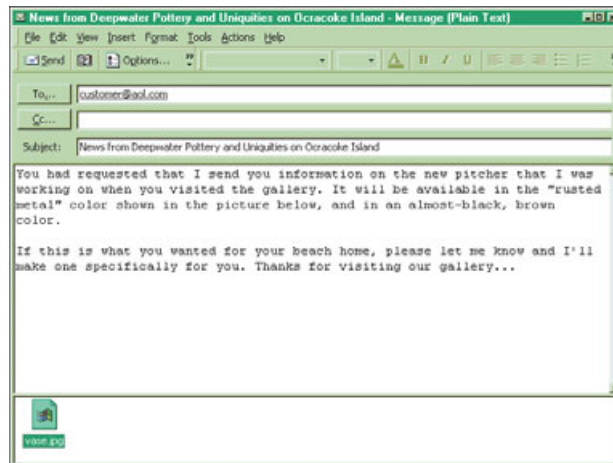 News from Deepwater Pottery and Uniquities on Ocracoke Island - Message (Plain Text)
File Edit View Insert Format Tools Actions Help
Send Options... B I U
To... customer@aol.com
Cc...
Subject: News from Deepwater Pottery and Uniquities on Ocracoke Island
You had requested that I send you information on the new pitcher that I was
working on when you visited the gallery. It will be available in the "rusted
metal" color shown in the picture below, and in an almost-black, brown
color.
If this is what you wanted for your beach home, please let me know and I'll
make one specifically for you. Thanks for visiting our gallery...
vase.jpg